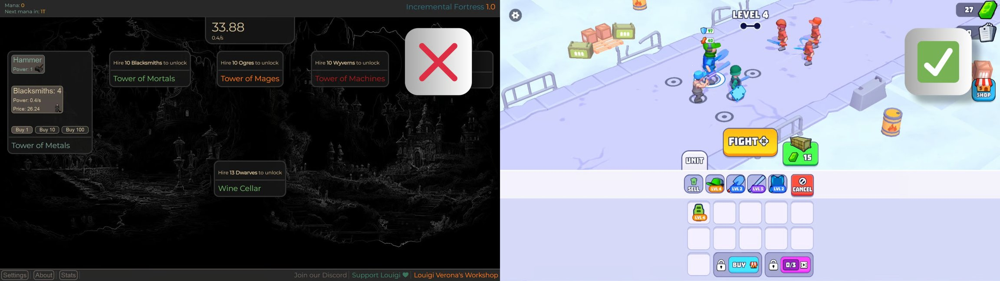 Mana: 0
Next mana in: 1T
Incremental Fortress 1.0
33.88
0.4/s
Hammer
Power: 1
Blacksmiths: 4
Power: 0.4/s
Price: 26.24
Buy 1
Buy 10
Buy 100
Tower of Metals
Hire 10 Blacksmiths to unlock
Tower of Mortals
Hire 10 Ogres to unlock
Tower of Mages
Hire 10 Wyverns to unlock
Tower of Machines
Hire 13 Dwarves to unlock
Wine Cellar
Settings
About
Stats
Join our Discord
Support Louigi
Louigi Verona's Workshop
LEVEL 4
27
97
40
SHOP
FIGHT
15
UNIT
SELL
LVL 4
LVL 2
LVL 3
LVL 2
CANCEL
LVL 4
BUY
0/3